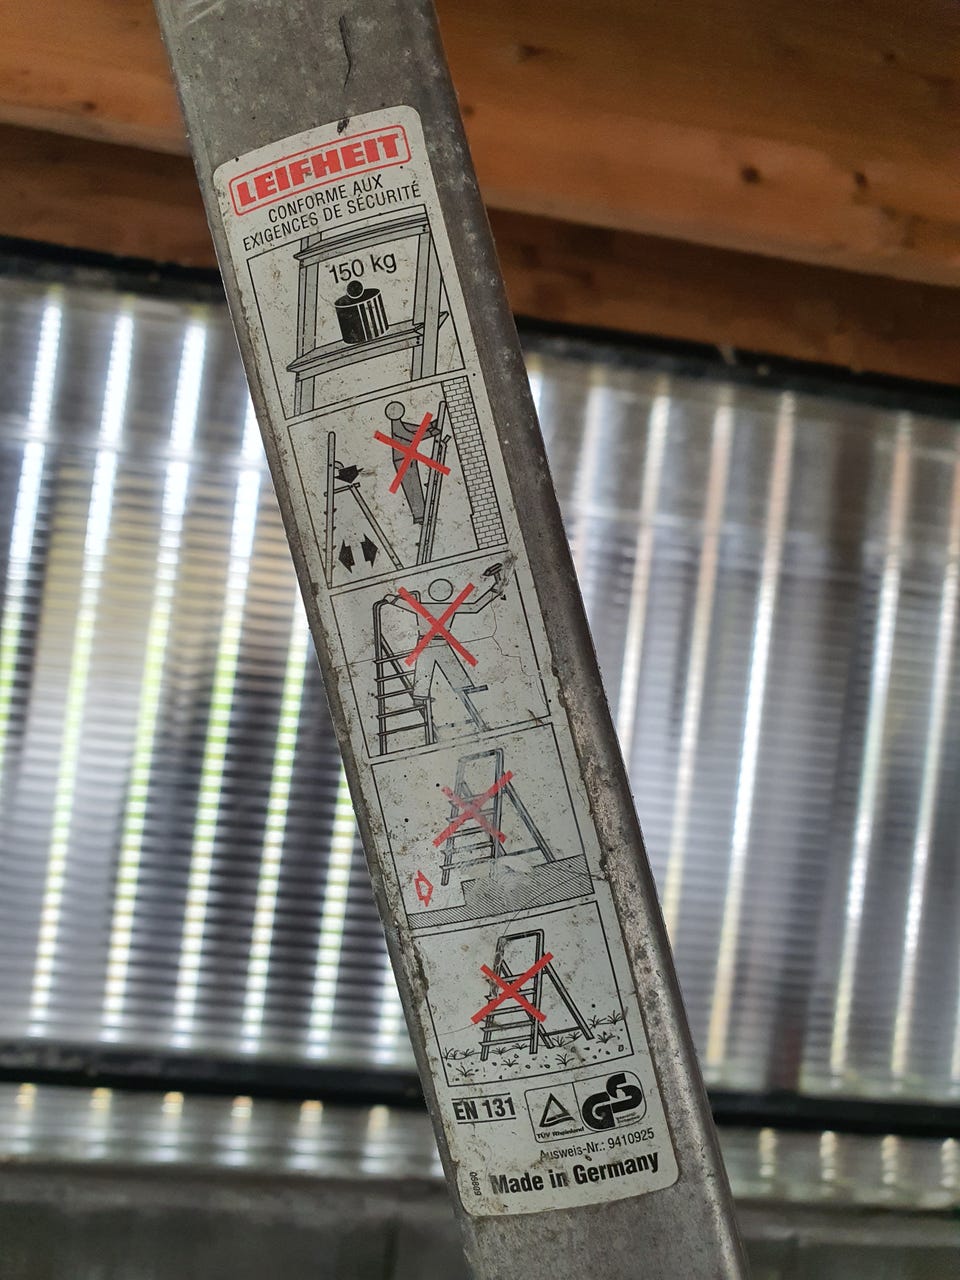 LEIFHEIT
CONFORME AUX
EXIGENCES DE SÉCURITÉ
150 kg
EN 131
TÜV Rheinland
GS
Ausweis-Nr.: 9410925
Made in Germany